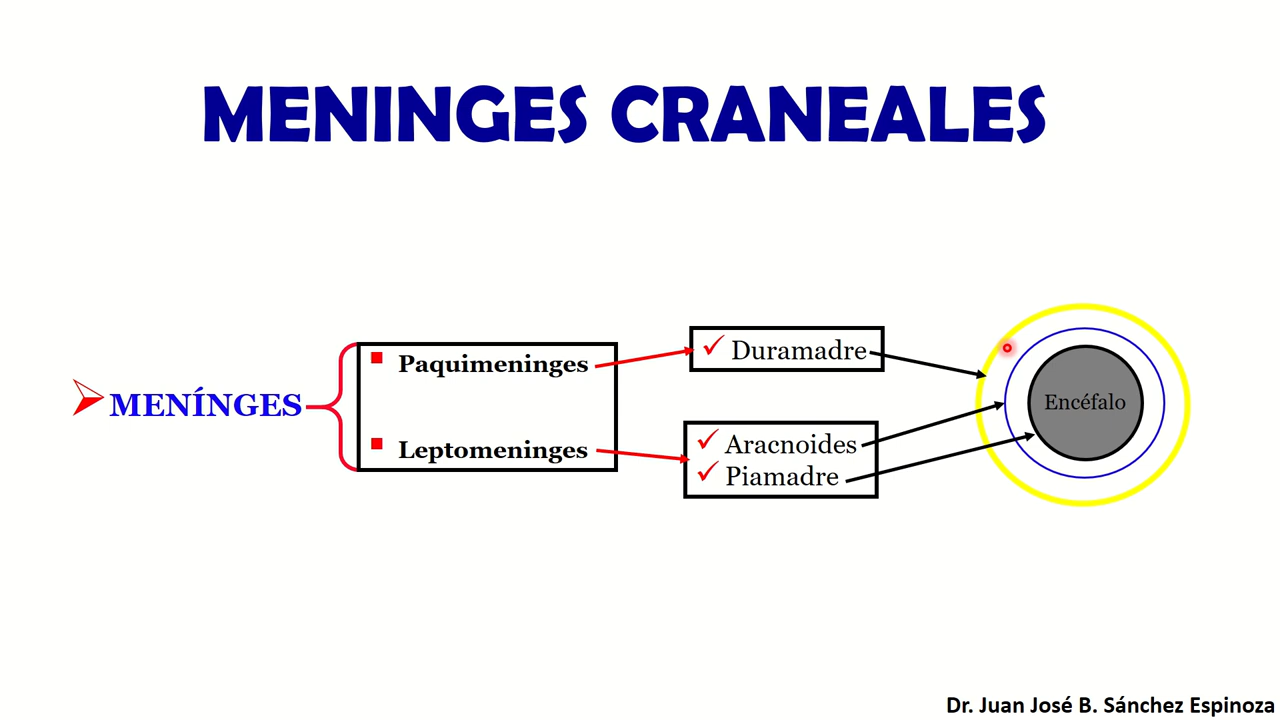 MENINGES CRANEALES
MENÍNGES
Paquimeninges
Leptomeninges
Duramadre
Aracnoides
Piamadre
Encéfalo
Dr. Juan José B. Sánchez Espinoza